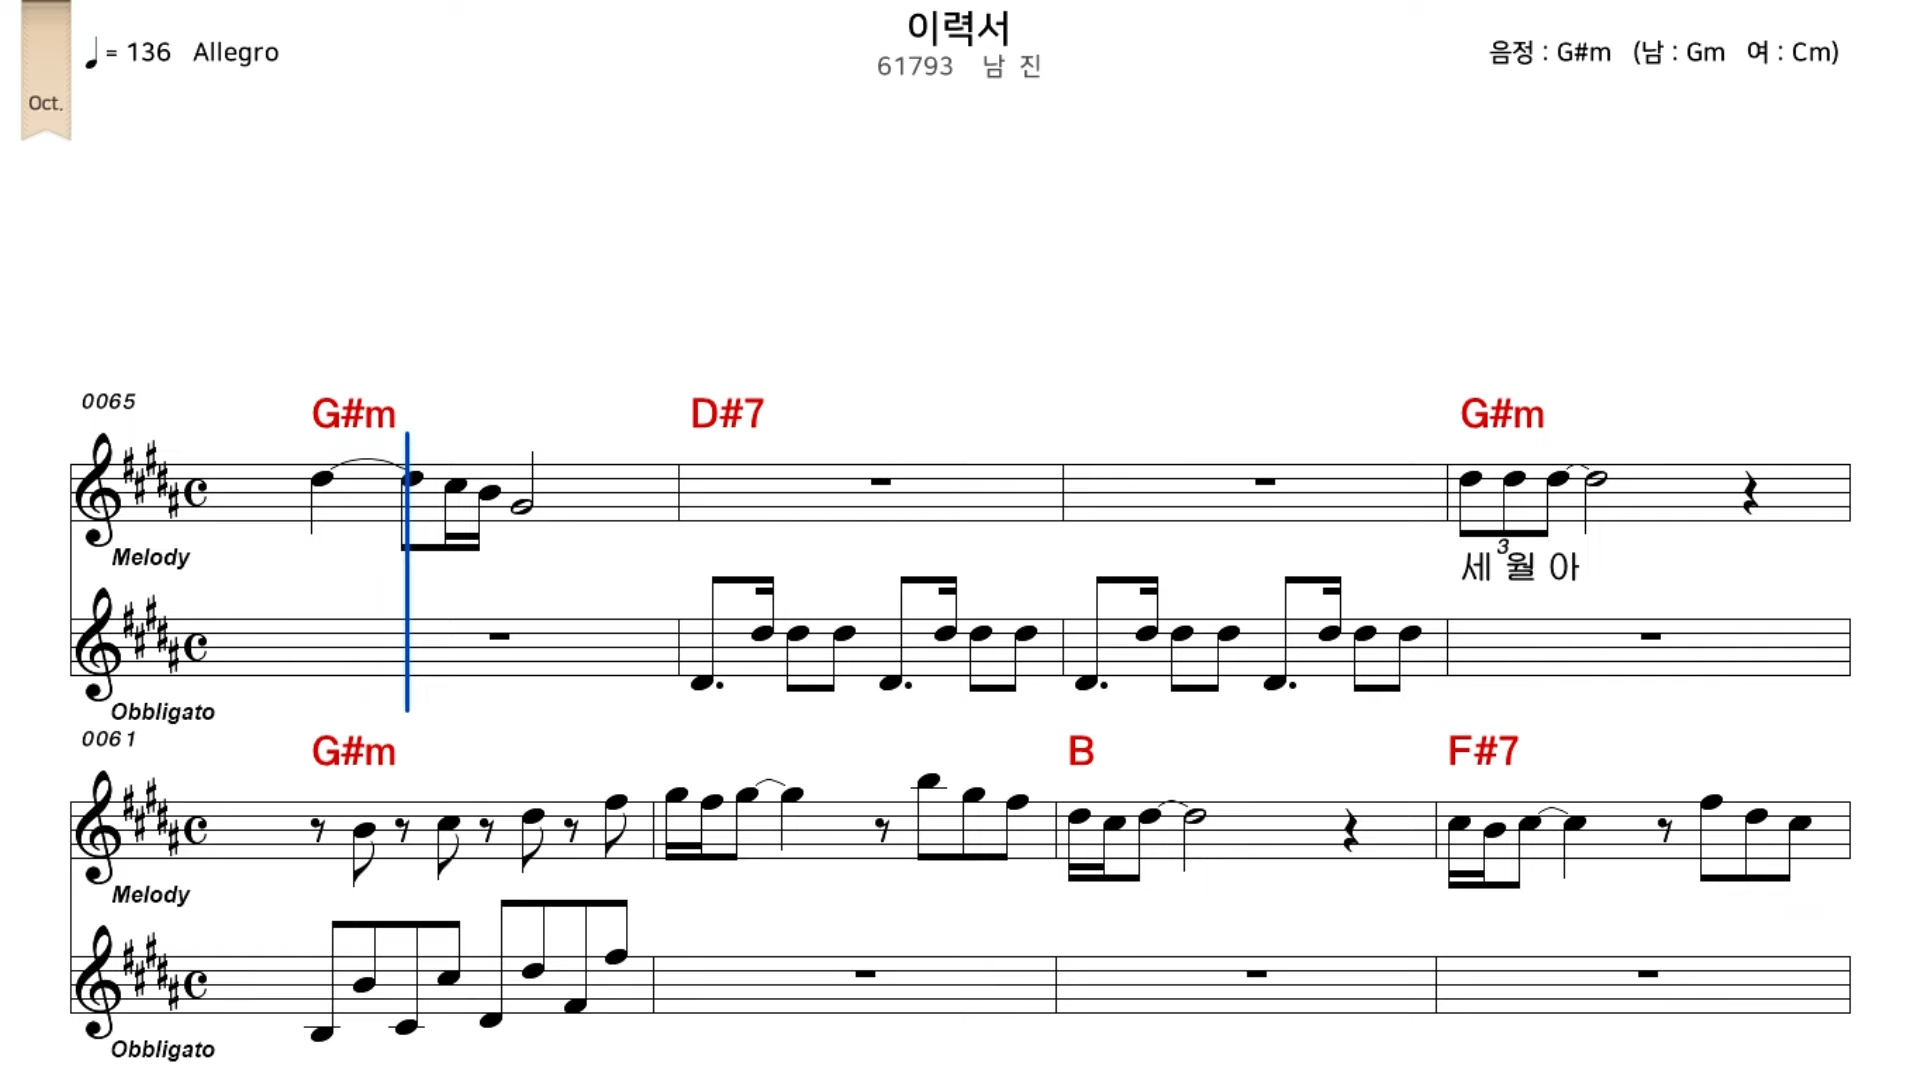 이력서
♩= 136 Allegro
61793 남 진
음정 : G#m (남 : Gm 여 : Cm)
Oct.
0065
G#m D#7 G#m
Melody
3
세 월 아
Obbligato
0061
G#m B F#7
Melody
Obbligato